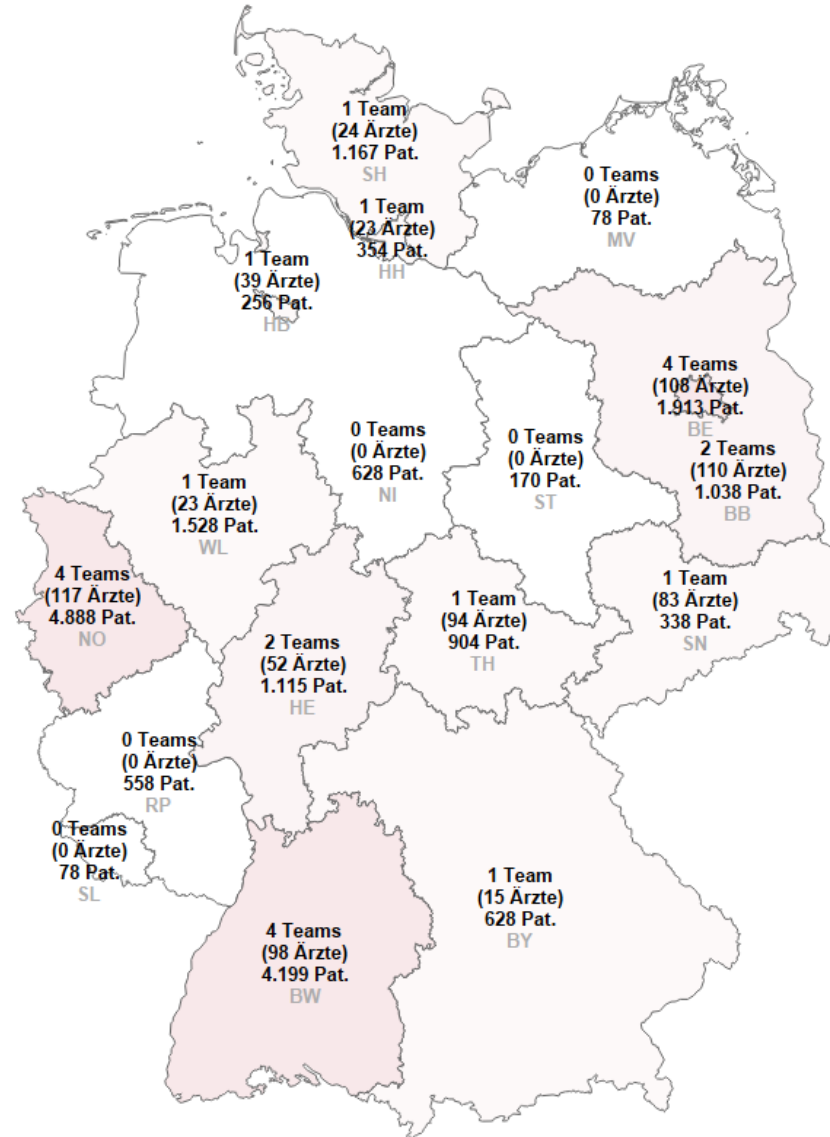 1 Team
(24 Ärzte)
1.167 Pat.
SH
0 Teams
(0 Ärzte)
78 Pat.
MV
1 Team
(23 Ärzte)
354 Pat.
HH
1 Team
(39 Ärzte)
256 Pat.
HB
4 Teams
(108 Ärzte)
1.913 Pat.
BE
0 Teams
(0 Ärzte)
628 Pat.
NI
0 Teams
(0 Ärzte)
170 Pat.
ST
2 Teams
(110 Ärzte)
1.038 Pat.
BB
1 Team
(23 Ärzte)
1.528 Pat.
WL
4 Teams
(117 Ärzte)
4.888 Pat.
NO
2 Teams
(52 Ärzte)
1.115 Pat.
HE
1 Team
(94 Ärzte)
904 Pat.
TH
1 Team
(83 Ärzte)
338 Pat.
SN
0 Teams
(0 Ärzte)
558 Pat.
RP
0 Teams
(0 Ärzte)
78 Pat.
SL
4 Teams
(98 Ärzte)
4.199 Pat.
BW
1 Team
(15 Ärzte)
628 Pat.
BY